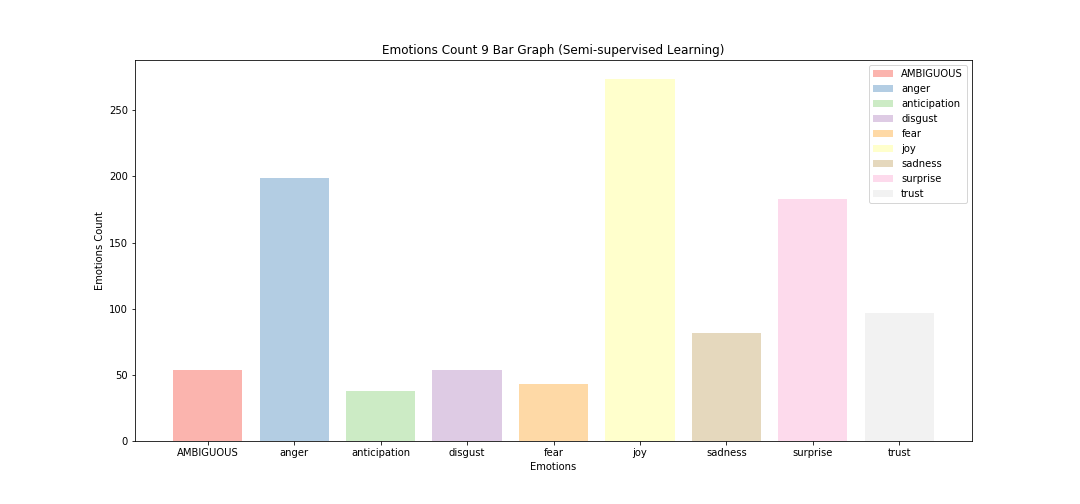 Emotions Count 9 Bar Graph (Semi-supervised Learning)
AMBIGUOUS
anger
anticipation
disgust
fear
joy
sadness
surprise
trust
Emotions Count
250
200
150
100
50
0
AMBIGUOUS anger anticipation disgust fear joy sadness surprise trust
Emotions